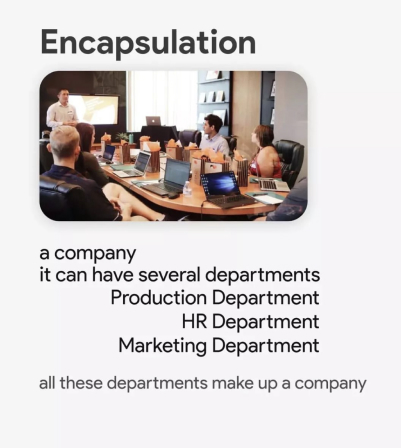 Encapsulation
a company
it can have several departments
Production Department
HR Department
Marketing Department
all these departments make up a company